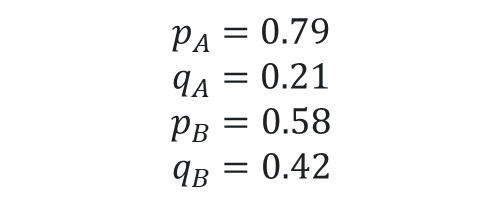 p_A = 0.79
q_A = 0.21
p_B = 0.58
q_B = 0.42